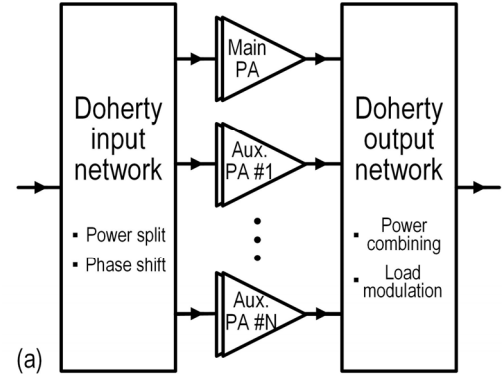 Doherty
input
network
▪ Power split
▪ Phase shift
Main
PA
Aux.
PA #1
Aux.
PA #N
Doherty
output
network
▪ Power
combining
▪ Load
modulation
(a)